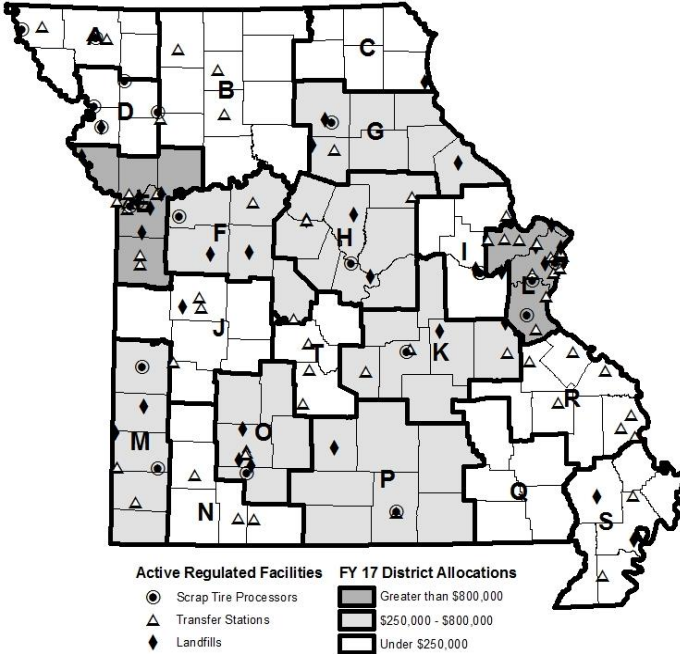 A
B
C
D
G
E
F
H
I
L
J
T
K
R
M
O
P
Q
N
S
Active Regulated Facilities
Scrap Tire Processors
Transfer Stations
Landfills
FY 17 District Allocations
Greater than $800,000
$250,000 - $800,000
Under $250,000